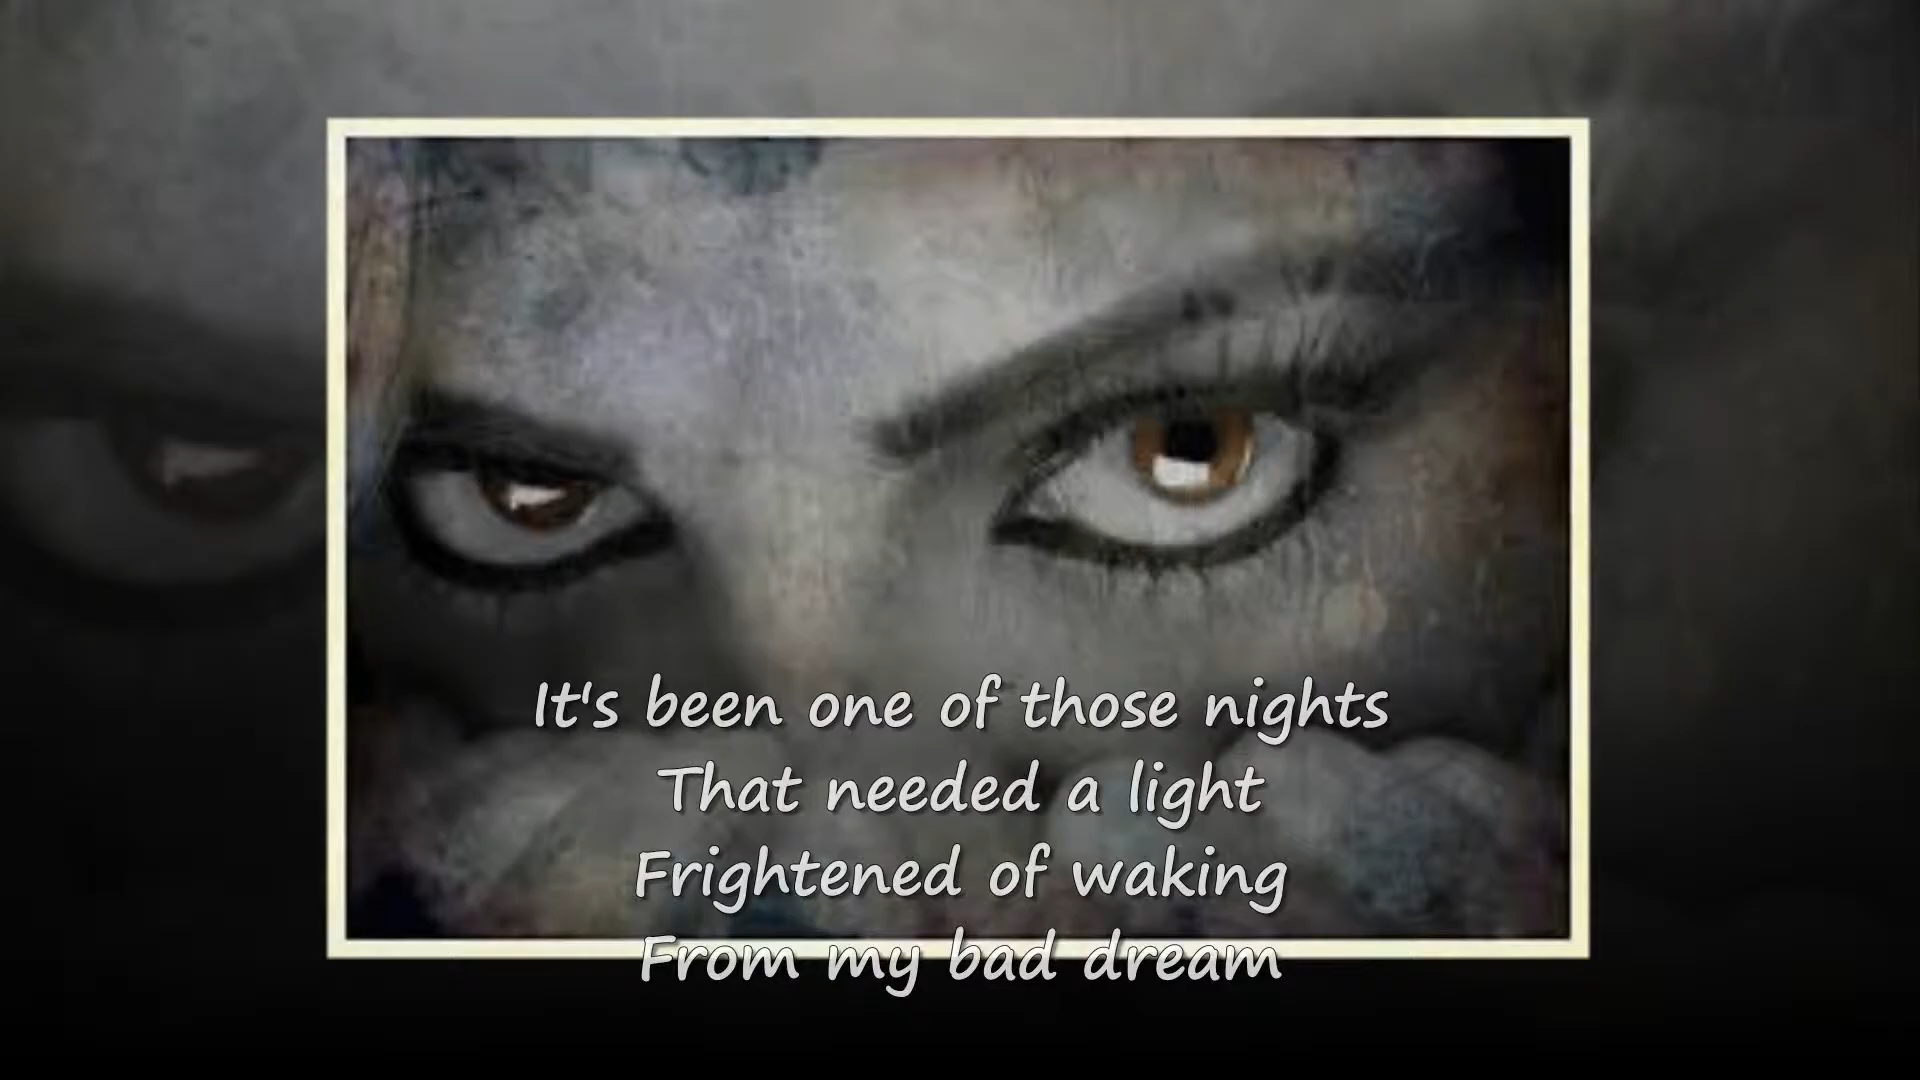 It's been one of those nights
That needed a light
Frightened of waking
From my bad dream